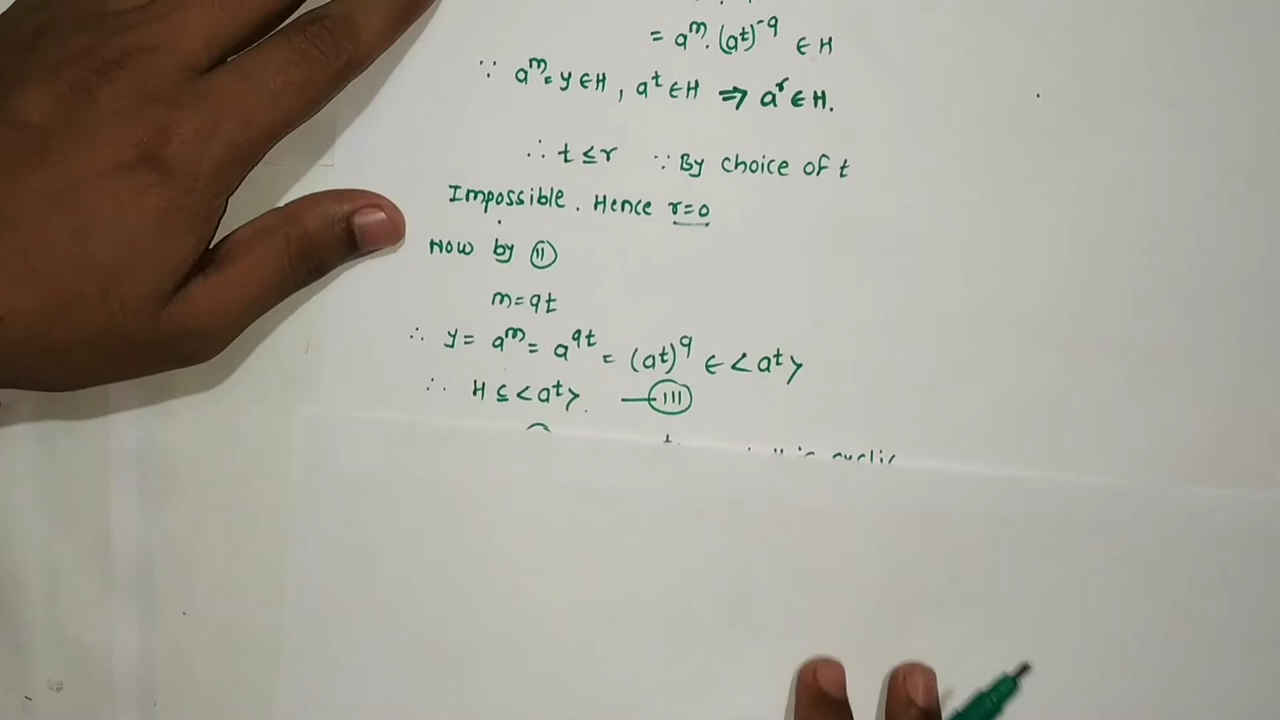 = a^m. (a^t)^-q ∈ H
∵ a^m = y ∈ H, a^t ∈ H ⇒ a^r ∈ H.
∴ t ≤ r ∵ By choice of t
Impossible. Hence r=0
Now by (II)
m=qt
∴ y = a^m = a^qt = (a^t)^q ∈ <a^t>
∴ H ⊆ <a^t>. — (III)